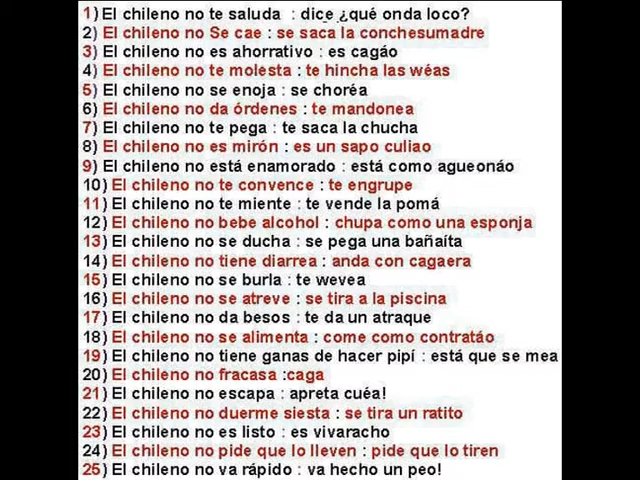 1) El chileno no te saluda : dice ¿qué onda loco?
2) El chileno no Se cae : se saca la conchesumadre
3) El chileno no es ahorrativo : es cagáo
4) El chileno no te molesta : te hincha las wéas
5) El chileno no se enoja : se choréa
6) El chileno no da órdenes : te mandonea
7) El chileno no te pega : te saca la chucha
8) El chileno no es mirón : es un sapo culiao
9) El chileno no está enamorado : está como agueonáo
10) El chileno no te convence : te engrupe
11) El chileno no te miente : te vende la pomá
12) El chileno no bebe alcohol : chupa como una esponja
13) El chileno no se ducha : se pega una bañaíta
14) El chileno no tiene diarrea : anda con cagaera
15) El chileno no se burla : te wevea
16) El chileno no se atreve : se tira a la piscina
17) El chileno no da besos : te da un atraque
18) El chileno no se alimenta : come como contratáo
19) El chileno no tiene ganas de hacer pipí : está que se mea
20) El chileno no fracasa :caga
21) El chileno no escapa : apreta cuéa!
22) El chileno no duerme siesta : se tira un ratito
23) El chileno no es listo : es vivaracho
24) El chileno no pide que lo lleven : pide que lo tiren
25) El chileno no va rápido : va hecho un peo!